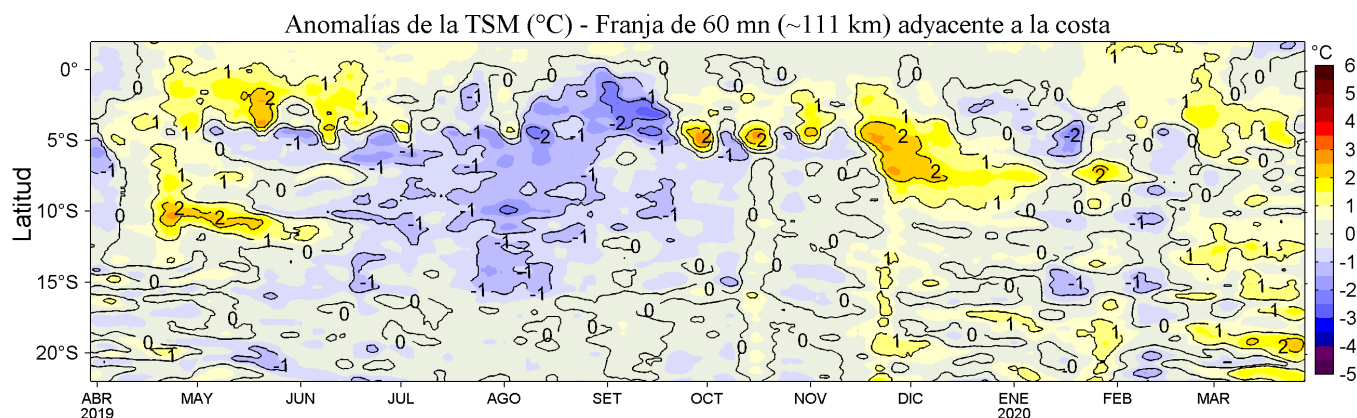 Anomalías de la TSM (°C) - Franja de 60 mn (~111 km) adyacente a la costa
°C
6
5
4
3
2
1
0
-1
-2
-3
-4
-5
Latitud
0°
5°S
10°S
15°S
20°S
ABR MAY JUN JUL AGO SET OCT NOV DIC ENE FEB MAR
2019 2020